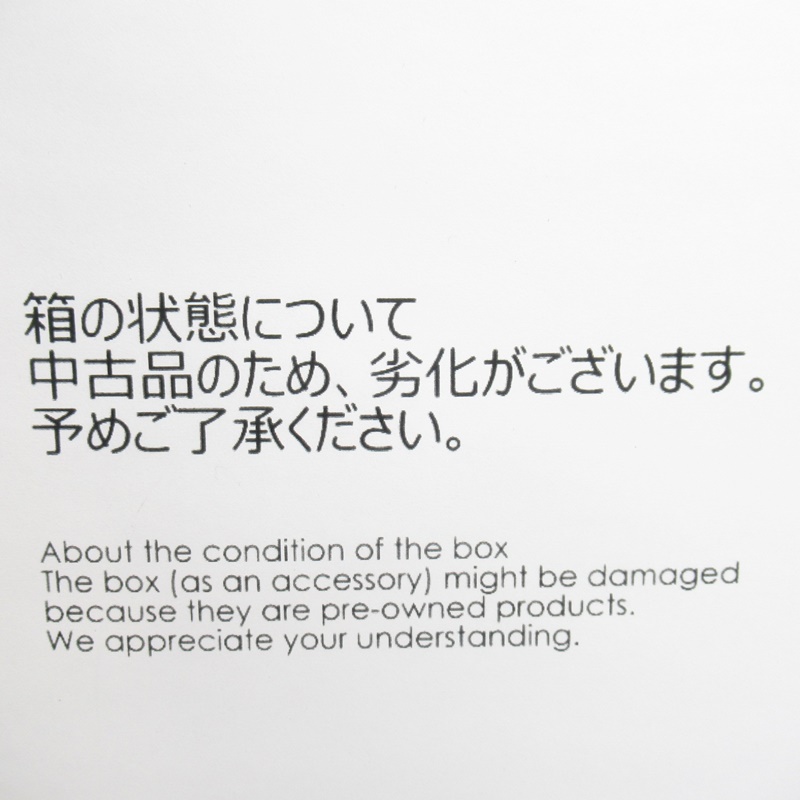 箱の状態について
中古品のため、劣化がございます。
予めご了承ください。
About the condition of the box
The box (as an accessory) might be damaged
because they are pre-owned products.
We appreciate your understanding.